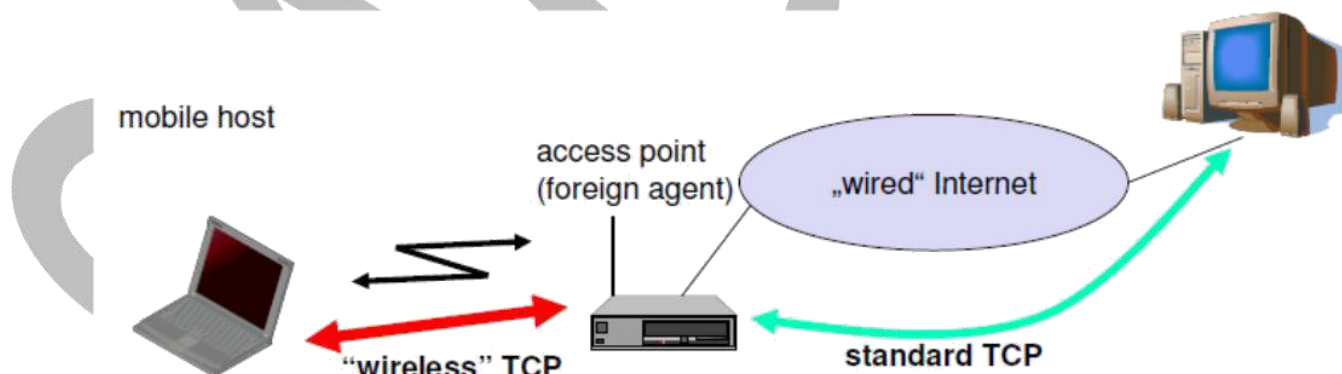 mobile host
access point
(foreign agent)
„wired“ Internet
“wireless” TCP
standard TCP